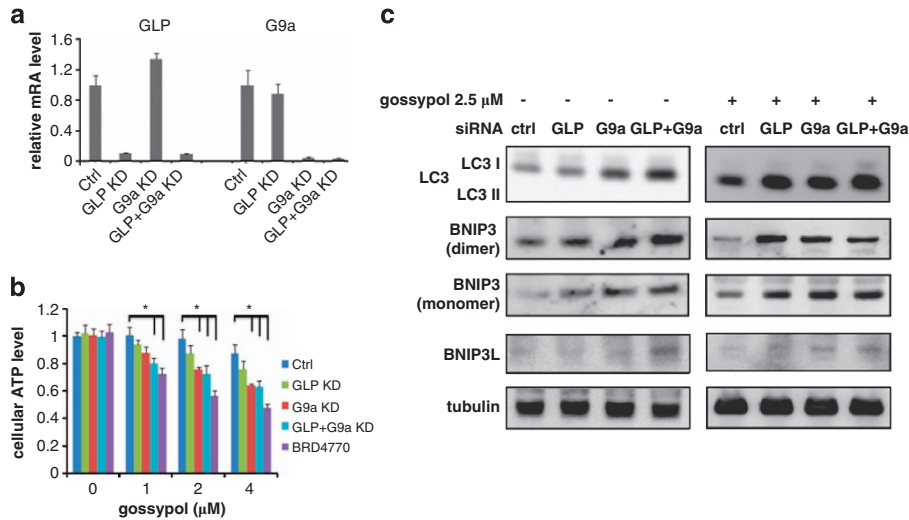 a
GLP
G9a
relative mRA level
1.6
1.2
0.8
0.4
0
Ctrl
GLP KD
G9a KD
GLP+G9a KD
Ctrl
GLP KD
G9a KD
GLP+G9a KD
b
cellular ATP level
1.2
1
0.8
0.6
0.4
0.2
0
* * *
0 1 2 4
gossypol (µM)
Ctrl
GLP KD
G9a KD
GLP+G9a KD
BRD4770
c
gossypol 2.5 µM - - - - + + + +
siRNA ctrl GLP G9a GLP+G9a ctrl GLP G9a GLP+G9a
LC3 I
LC3
LC3 II
BNIP3
(dimer)
BNIP3
(monomer)
BNIP3L
tubulin